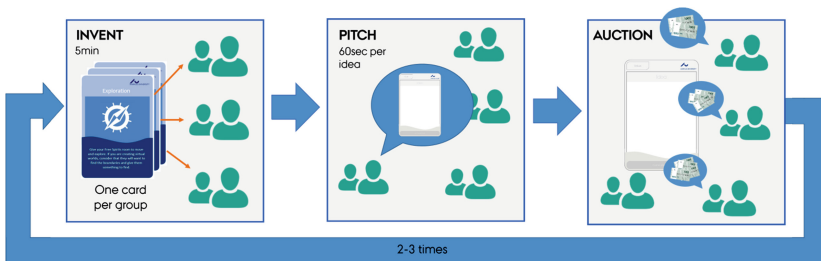 INVENT
5min
Exploration
One card
per group
PITCH
60sec per
idea
AUCTION
2-3 times